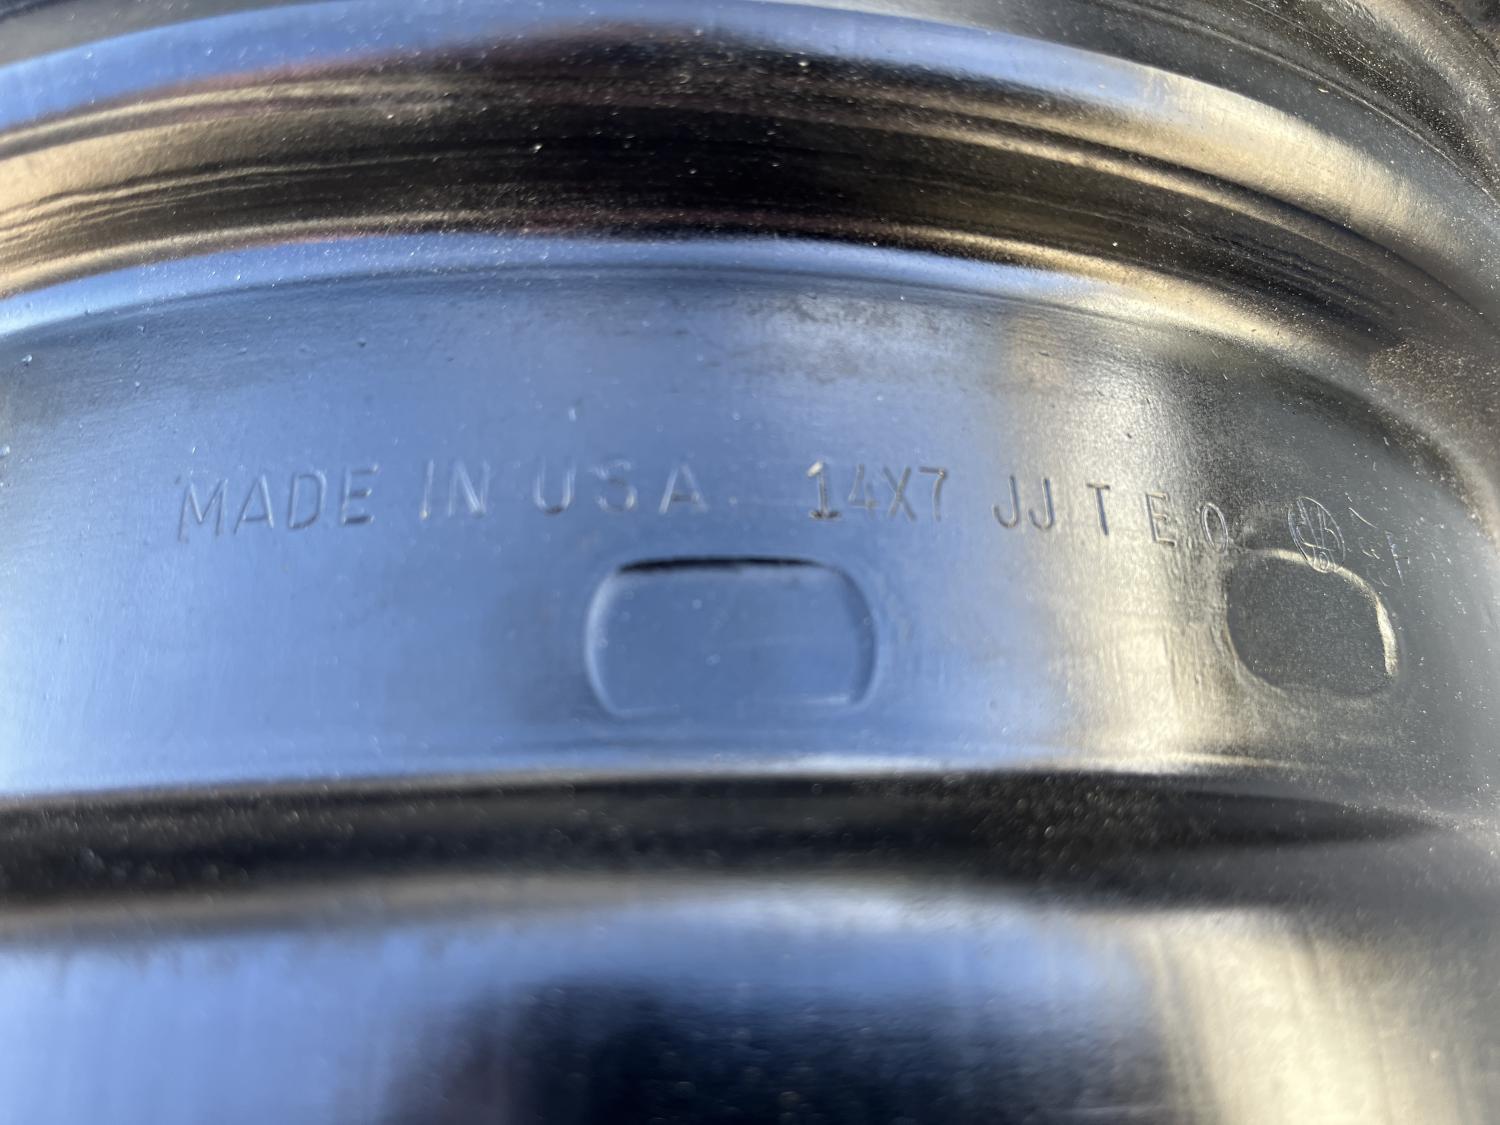 MADE IN USA. 14X7 JJ T E O